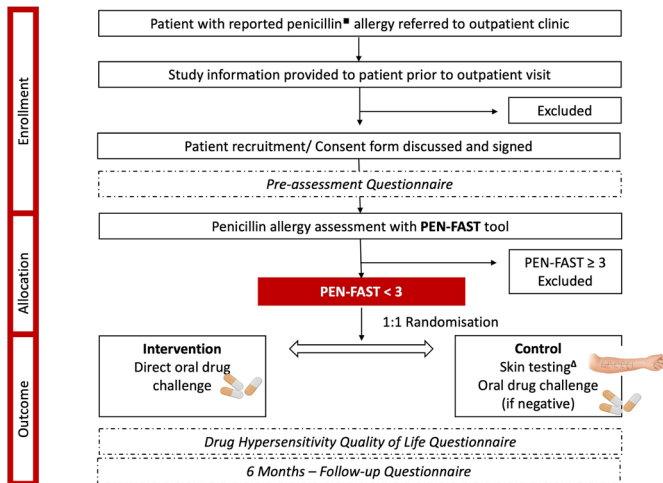 Enrollment
Patient with reported penicillin■ allergy referred to outpatient clinic
Study information provided to patient prior to outpatient visit
Excluded
Patient recruitment/ Consent form discussed and signed
Pre-assessment Questionnaire
Allocation
Penicillin allergy assessment with PEN-FAST tool
PEN-FAST ≥ 3
Excluded
PEN-FAST < 3
1:1 Randomisation
Outcome
Intervention
Direct oral drug
challenge
Control
Skin testingΔ
Oral drug challenge
(if negative)
Drug Hypersensitivity Quality of Life Questionnaire
6 Months – Follow-up Questionnaire